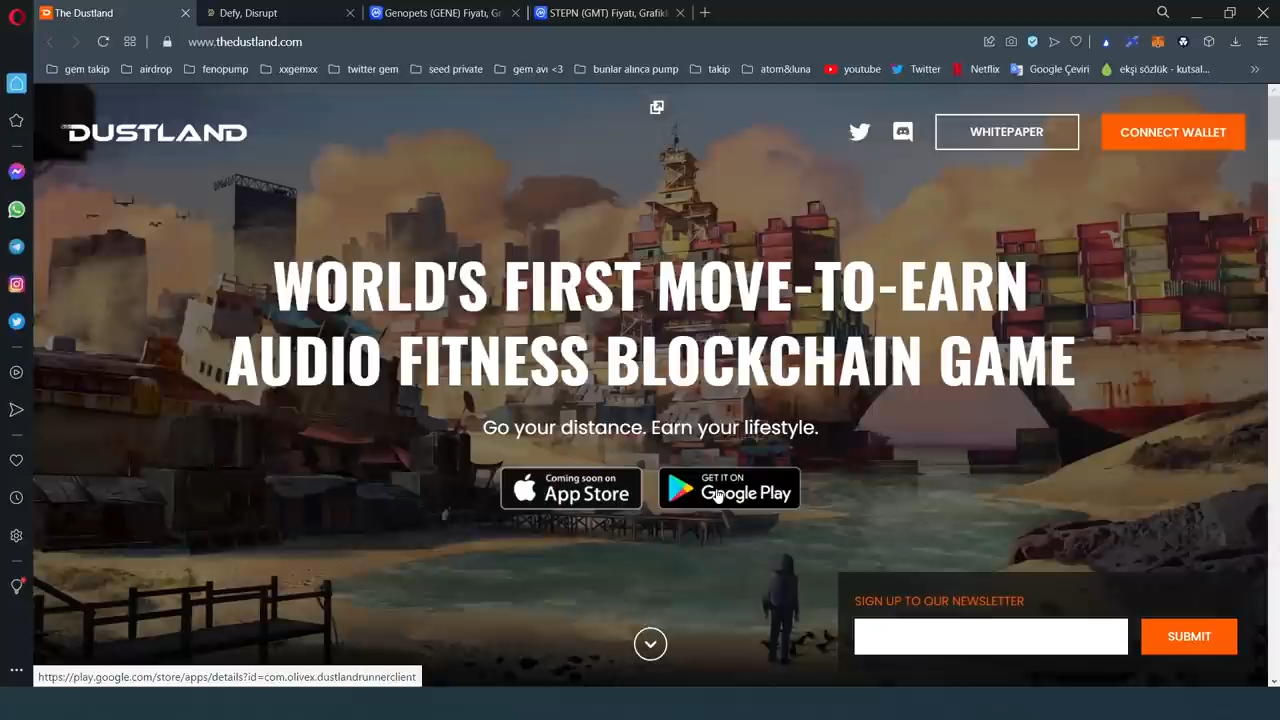 The Dustland
Defy, Disrupt
Genopets (GENE) Fiyatı, Gr
STEPN (GMT) Fiyatı, Grafikl
www.thedustland.com
gem takip
airdrop
fenopump
xxgemxx
twitter gem
seed private
gem avı <3
bunlar alınca pump
takip
atom&luna
youtube
Twitter
Netflix
Google Çeviri
ekşi sözlük - kutsal...
DUSTLAND
WHITEPAPER
CONNECT WALLET
WORLD'S FIRST MOVE-TO-EARN
AUDIO FITNESS BLOCKCHAIN GAME
Go your distance. Earn your lifestyle.
Coming soon on
App Store
GET IT ON
Google Play
SIGN UP TO OUR NEWSLETTER
SUBMIT
https://play.google.com/store/apps/details?id=com.olivex.dustlandrunnerclient